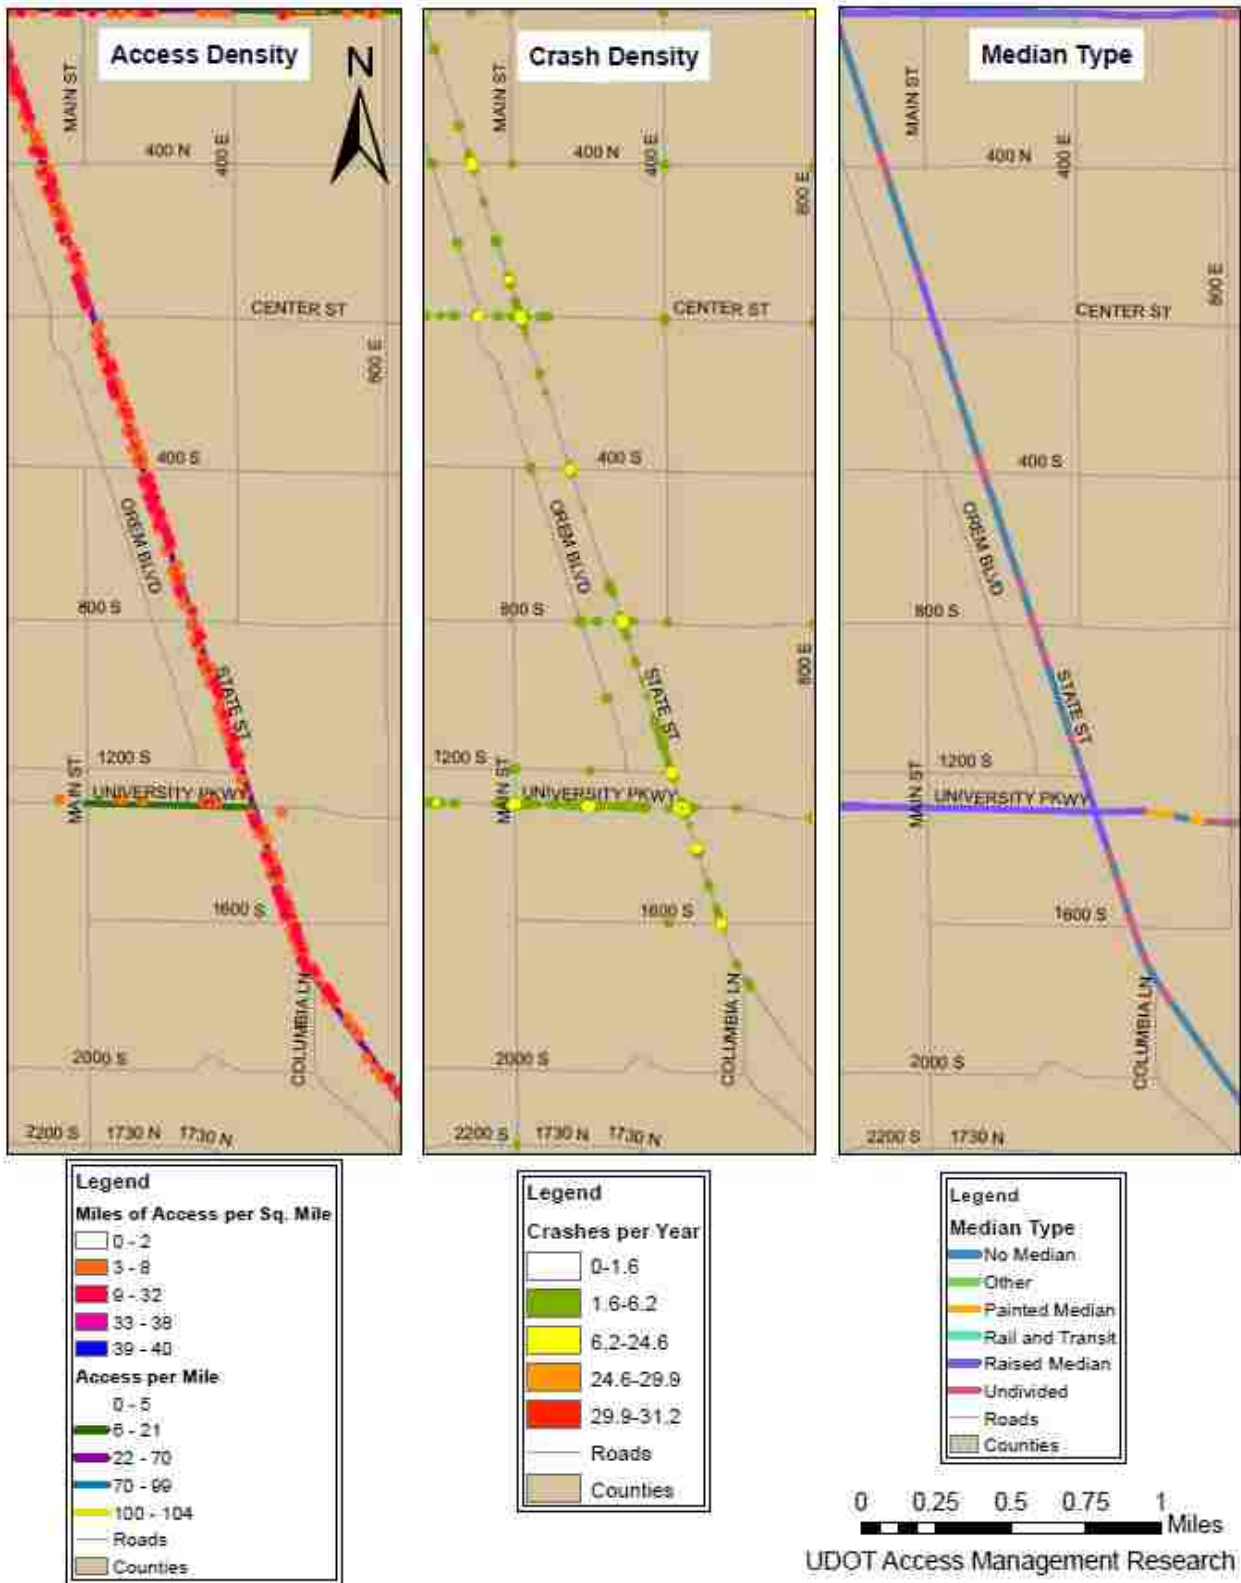 Access Density
N
MAIN ST
400 N
400 E
CENTER ST
800 E
400 S
OREM BLVD
800 S
STATE ST
1200 S
MAIN ST
UNIVERSITY PKWY
1600 S
COLUMBIA LN
2000 S
2200 S
1730 N
1730 N
Legend
Miles of Access per Sq. Mile
0 - 2
3 - 8
9 - 32
33 - 38
39 - 40
Access per Mile
0 - 5
6 - 21
22 - 70
70 - 99
100 - 104
Roads
Counties
Crash Density
MAIN ST
400 N
400 E
800 E
CENTER ST
400 S
OREM BLVD
800 S
800 E
STATE ST
1200 S
MAIN ST
UNIVERSITY PKWY
1600 S
COLUMBIA LN
2000 S
2200 S
1730 N
1730 N
Legend
Crashes per Year
0-1.6
1.6-6.2
6.2-24.6
24.6-29.9
29.9-31.2
Roads
Counties
Median Type
MAIN ST
400 N
400 E
800 E
CENTER ST
400 S
OREM BLVD
800 S
STATE ST
1200 S
MAIN ST
UNIVERSITY PKWY
1600 S
COLUMBIA LN
2000 S
2200 S
1730 N
Legend
Median Type
No Median
Other
Painted Median
Rail and Transit
Raised Median
Undivided
Roads
Counties
0 0.25 0.5 0.75 1
Miles
UDOT Access Management Research